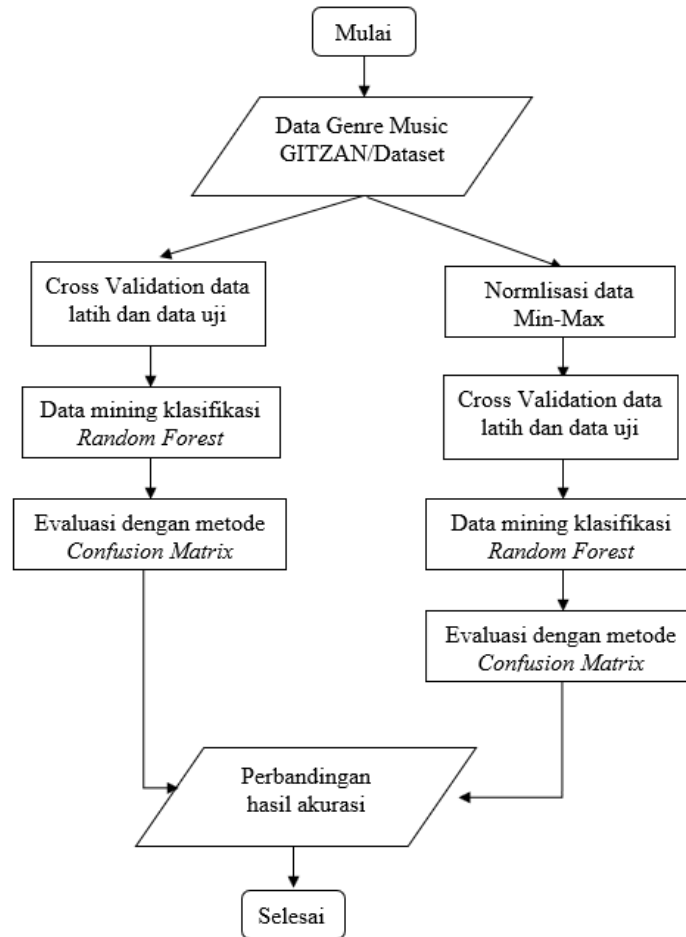 Mulai
Data Genre Music
GITZAN/Dataset
Cross Validation data
latih dan data uji
Data mining klasifikasi
Random Forest
Evaluasi dengan metode
Confusion Matrix
Normlisasi data
Min-Max
Cross Validation data
latih dan data uji
Data mining klasifikasi
Random Forest
Evaluasi dengan metode
Confusion Matrix
Perbandingan
hasil akurasi
Selesai